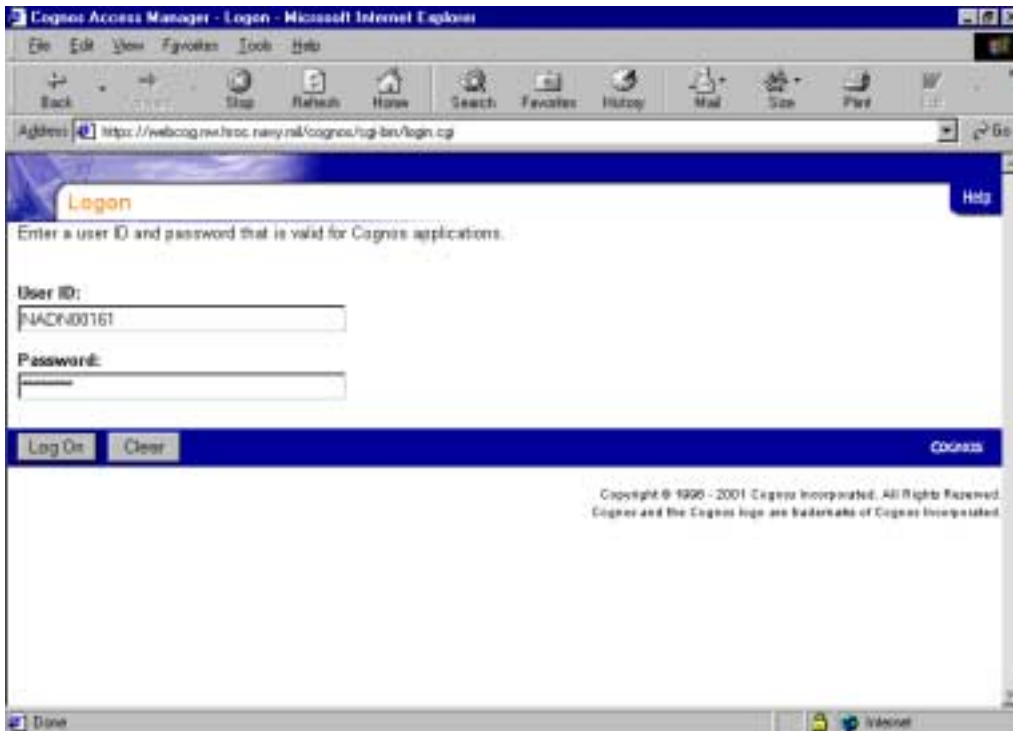 Cognos Access Manager - Logon - Microsoft Internet Explorer
File Edit View Favorites Tools Help
Back Stop Refresh Home Search Favorites History Mail Size Print
Address https://webcog.nw.hroc.navy.mil/cognos/cgi-bin/login.cgi Go
Logon Help
Enter a user ID and password that is valid for Cognos applications.
User ID:
NADN00161
Password:
Log On Clear COGNOS
Copyright © 1998 - 2001 Cognos Incorporated. All Rights Reserved.
Cognos and the Cognos logo are trademarks of Cognos Incorporated.
Done Internet